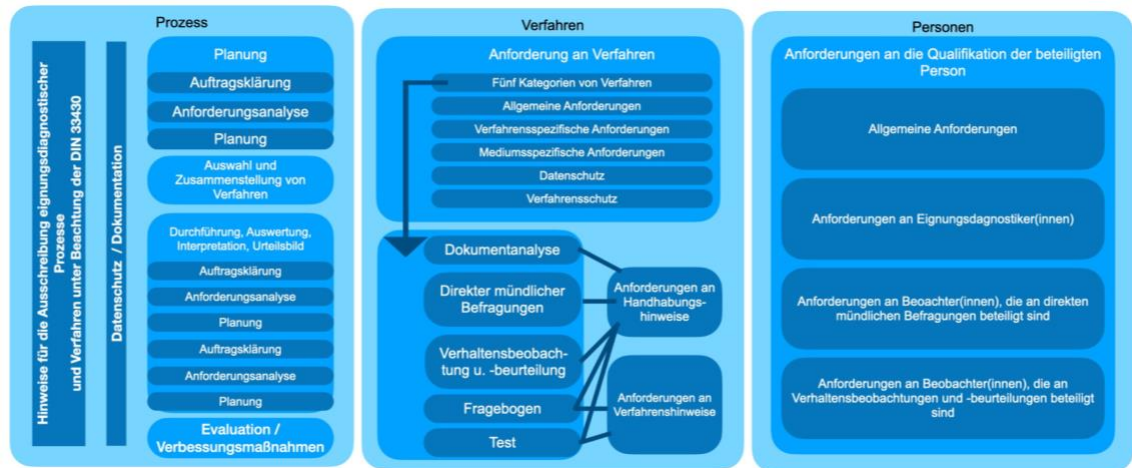 Prozess
Hinweise für die Ausschreibung eignungsdiagnostischer
Prozesse
und Verfahren unter Beachtung der DIN 33430
Datenschutz / Dokumentation
Planung
Auftragsklärung
Anforderungsanalyse
Planung
Auswahl und
Zusammenstellung von
Verfahren
Durchführung, Auswertung,
Interpretation, Urteilsbild
Auftragsklärung
Anforderungsanalyse
Planung
Auftragsklärung
Anforderungsanalyse
Planung
Evaluation /
Verbessungsmaßnahmen
Verfahren
Anforderung an Verfahren
Fünf Kategorien von Verfahren
Allgemeine Anforderungen
Verfahrensspezifische Anforderungen
Mediumsspezifische Anforderungen
Datenschutz
Verfahrensschutz
Dokumentanalyse
Direkter mündlicher
Befragungen
Verhaltensbeobach-
tung u. -beurteilung
Fragebogen
Test
Anforderungen an
Handhabungs-
hinweise
Anforderungen an
Verfahrenshinweise
Personen
Anforderungen an die Qualifikation der beteiligten
Person
Allgemeine Anforderungen
Anforderungen an Eignungsdagnostiker(innen)
Anforderungen an Beoachter(innen), die an direkten
mündlichen Befragungen beteiligt sind
Anforderungen an Beobachter(innen), die an
Verhaltensbeobachtungen und -beurteilungen beteiligt
sind